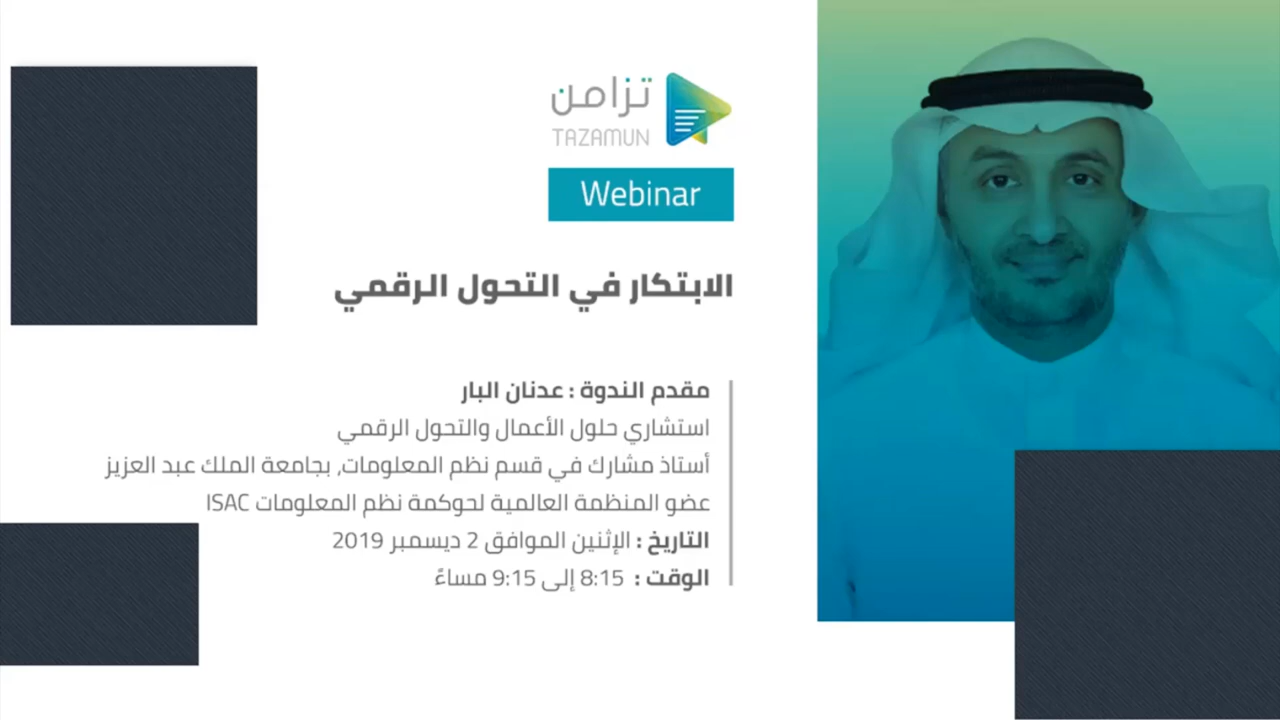 تزامن
TAZAMUN
Webinar
الابتكار في التحول الرقمي
مقدم الندوة : عدنان البار
استشاري حلول الأعمال والتحول الرقمي
أستاذ مشارك في قسم نظم المعلومات, بجامعة الملك عبد العزيز
عضو المنظمة العالمية لحوكمة نظم المعلومات ISAC
التاريخ : الإثنين الموافق 2 ديسمبر 2019
الوقت : 8:15 إلى 9:15 مساءً